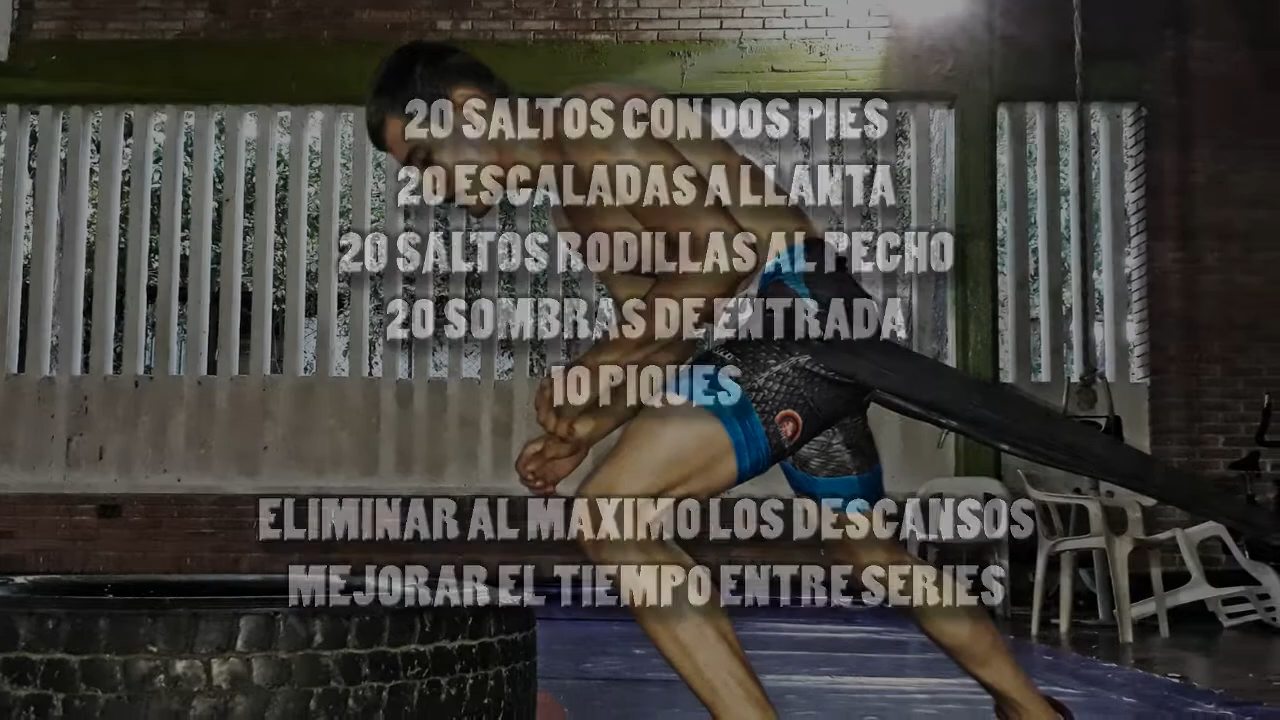 20 SALTOS CON DOS PIES
20 ESCALADAS A LLANTA
20 SALTOS RODILLAS AL PECHO
20 SOMBRAS DE ENTRADA
10 PIQUES
ELIMINAR AL MAXIMO LOS DESCANSOS
MEJORAR EL TIEMPO ENTRE SERIES